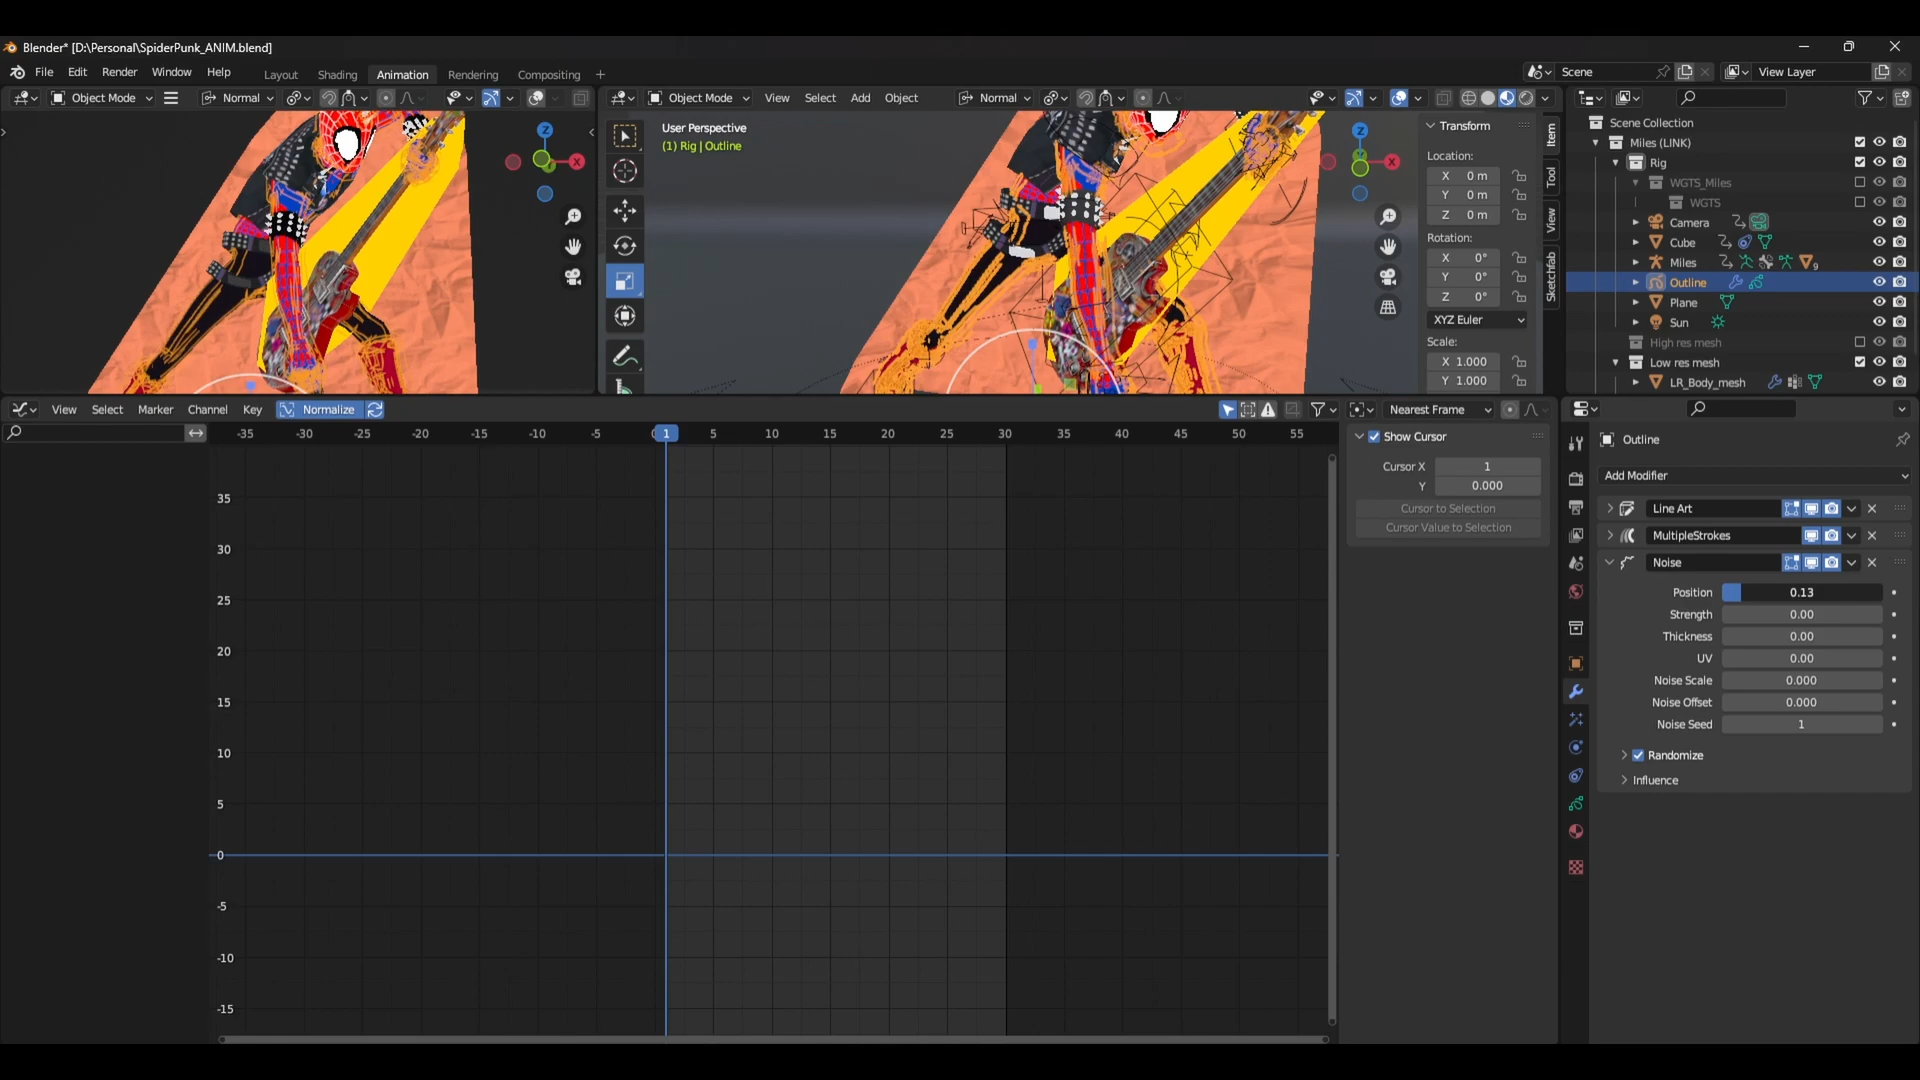 Blender* [D:\Personal\SpiderPunk_ANIM.blend]
File Edit Render Window Help Layout Shading Animation Rendering Compositing + Scene View Layer
Object Mode Normal Object Mode View Select Add Object Normal
User Perspective
(1) Rig | Outline
Z
X
Z
X
Transform
Location:
X 0 m
Y 0 m
Z 0 m
Rotation:
X 0°
Y 0°
Z 0°
XYZ Euler
Scale:
X 1.000
Y 1.000
Item
Tool
View
Sketchfab
Scene Collection
Miles (LINK)
Rig
WGTS_Miles
WGTS
Camera
Cube
Miles 9
Outline
Plane
Sun
High res mesh
Low res mesh
LR_Body_mesh
View Select Marker Channel Key Normalize Nearest Frame
-35 -30 -25 -20 -15 -10 -5 1 5 10 15 20 25 30 35 40 45 50 55
35
30
25
20
15
10
5
0
-5
-10
-15
Show Cursor
Cursor X 1
Y 0.000
Cursor to Selection
Cursor Value to Selection
Outline
Add Modifier
Line Art
MultipleStrokes
Noise
Position 0.13
Strength 0.00
Thickness 0.00
UV 0.00
Noise Scale 0.000
Noise Offset 0.000
Noise Seed 1
Randomize
Influence